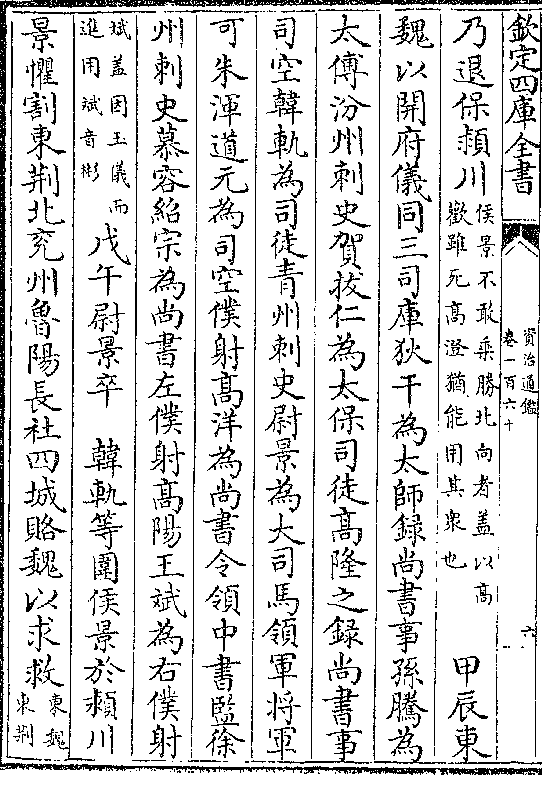 欽定四庫全書
資治通鑑
卷一百六十
六
乃退保潁川
侯景不敢乘勝北向者盖以高
歡雖死高澄猶能用其衆也
甲辰東
魏以開府儀同三司庫狄干為太師録尚書事孫騰為
太傅汾州刺史賀拔仁為太保司徒髙隆之録尚書事
司空韓軌為司徒青州刺史尉景為大司馬領軍將軍
可朱渾道元為司空僕射髙洋為尚書令領中書監徐
州刺史慕容紹宗為尚書左僕射髙陽王斌為右僕射
斌盖因王儀而
進用斌音彬
戊午尉景卒 韓軌等圍侯景於潁川
景懼割東荆北兖州魯陽長社四城賂魏以求救
東魏
東荆